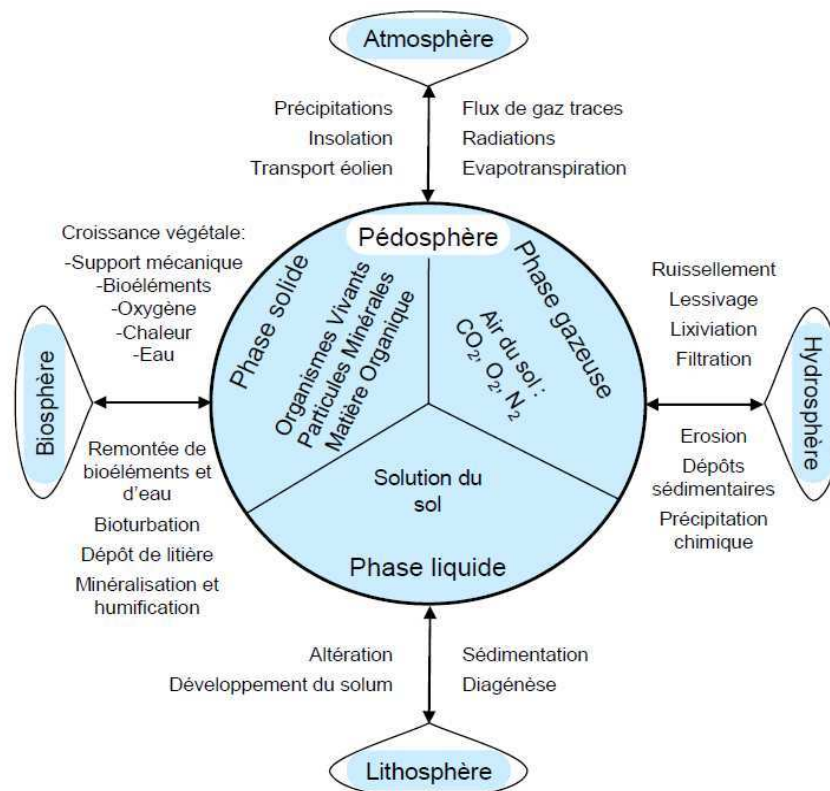 Atmosphère
Précipitations
Insolation
Transport éolien
Flux de gaz traces
Radiations
Evapotranspiration
Pédosphère
Phase solide
Organismes Vivants
Particules Minérales
Matière Organique
Phase gazeuse
Air du sol :
CO₂, O₂, N₂
Solution du
sol
Phase liquide
Croissance végétale:
-Support mécanique
-Bioéléments
-Oxygène
-Chaleur
-Eau
Biosphère
Remontée de
bioéléments et
d'eau
Bioturbation
Dépôt de litière
Minéralisation et
humification
Ruissellement
Lessivage
Lixiviation
Filtration
Hydrosphère
Erosion
Dépôts
sédimentaires
Précipitation
chimique
Altération
Développement du solum
Sédimentation
Diagénèse
Lithosphère